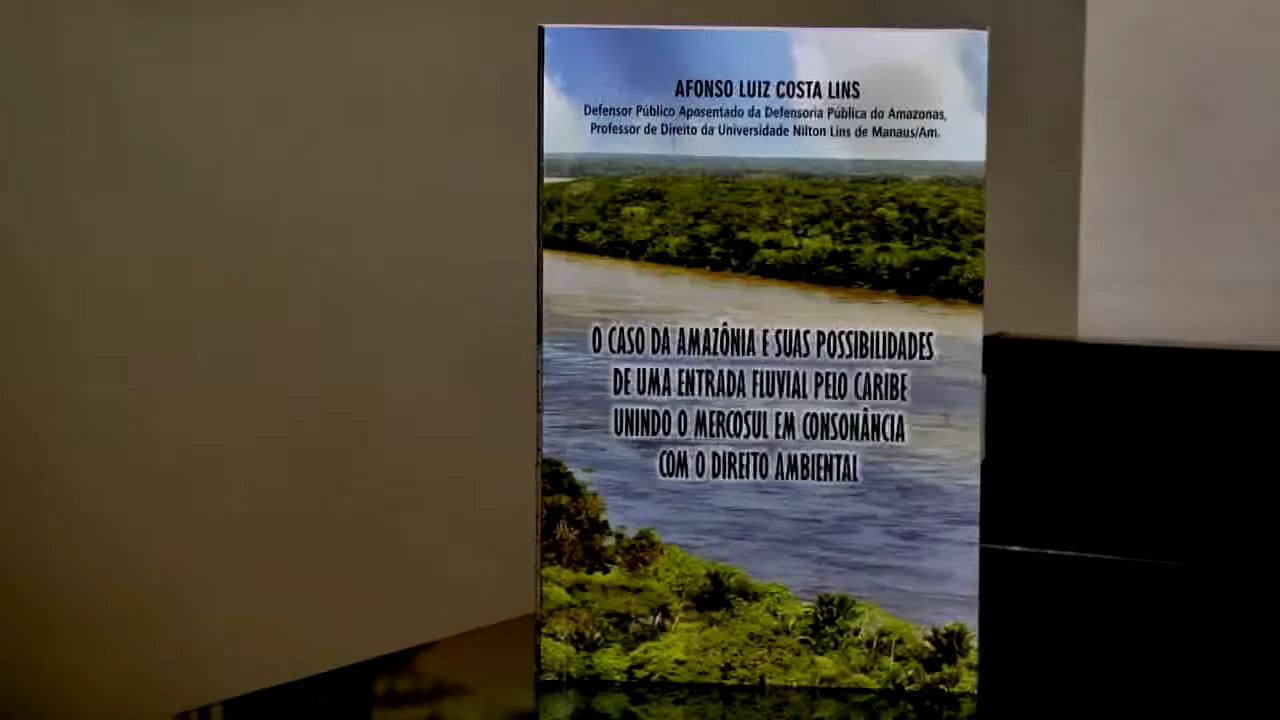 AFONSO LUIZ COSTA LINS
Defensor Público Aposentado da Defensoria Pública do Amazonas,
Professor de Direito da Universidade Nilton Lins de Manaus/Am.
O CASO DA AMAZÔNIA E SUAS POSSIBILIDADES
DE UMA ENTRADA FLUVIAL PELO CARIBE
UNINDO O MERCOSUL EM CONSONÂNCIA
COM O DIREITO AMBIENTAL